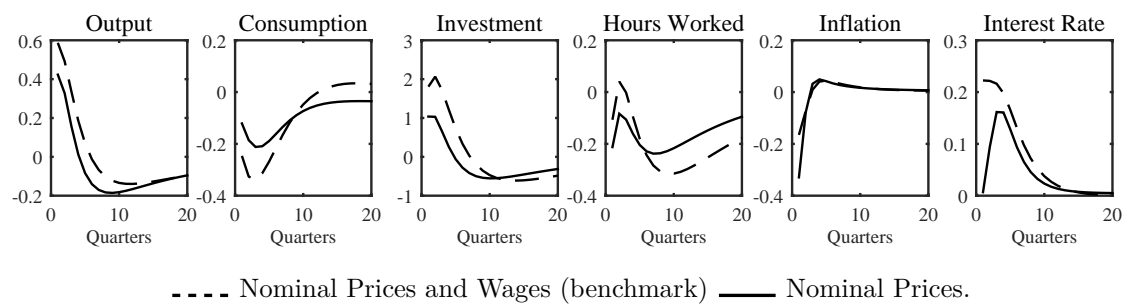 Output Consumption Investment Hours Worked Inflation Interest Rate
0.6 0.2 3 0.2 0.2 0.3
0.4 0 2 0 0 0.2
0.2 1
0 -0.2 0 -0.2 -0.2 0.1
-0.2 -0.4 -1 -0.4 -0.4 0
0 10 20 0 10 20 0 10 20 0 10 20 0 10 20 0 10 20
Quarters Quarters Quarters Quarters Quarters Quarters
Nominal Prices and Wages (benchmark) Nominal Prices.